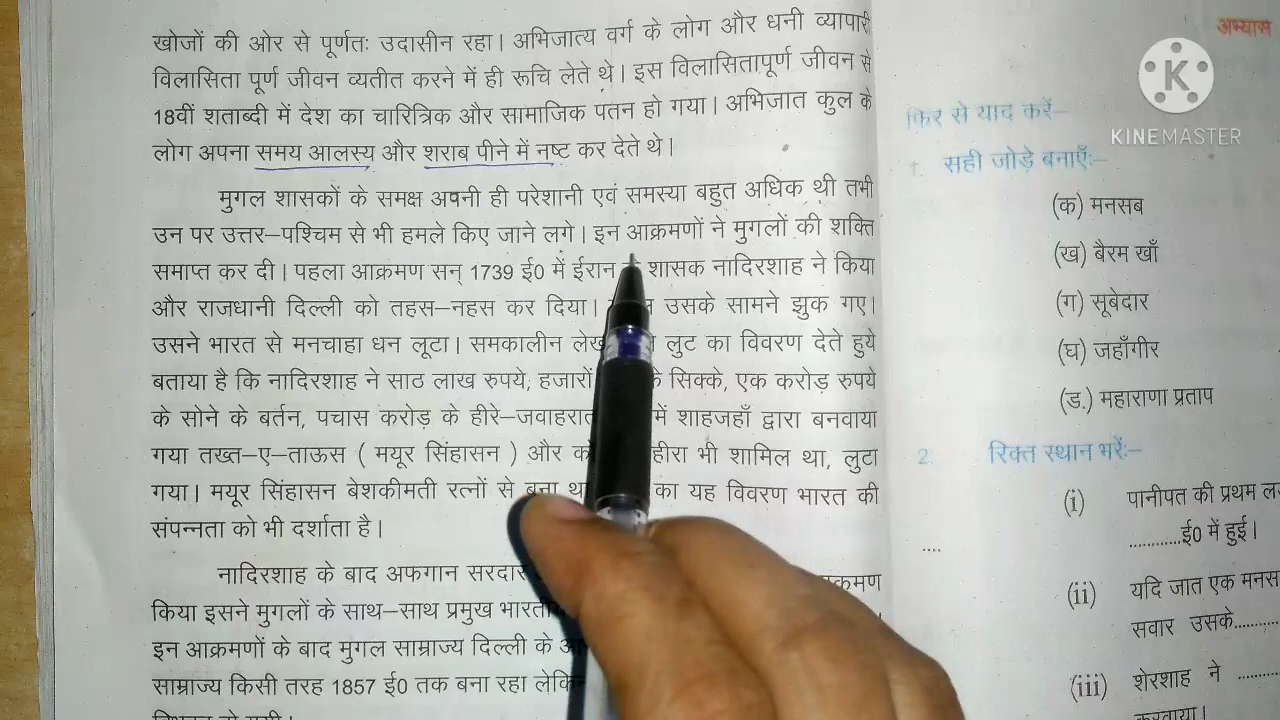 खोजों की ओर से पूर्णतः उदासीन रहा। अभिजात्य वर्ग के लोग और धनी व्यापारी
विलासिता पूर्ण जीवन व्यतीत करने में ही रूचि लेते थे। इस विलासितापूर्ण जीवन से
18वीं शताब्दी में देश का चारित्रिक और सामाजिक पतन हो गया। अभिजात कुल के
लोग अपना समय आलस्य और शराब पीने में नष्ट कर देते थे।
मुगल शासकों के समक्ष अपनी ही परेशानी एवं समस्या बहुत अधिक थी तभी
उन पर उत्तर–पश्चिम से भी हमले किए जाने लगे। इन आक्रमणों ने मुगलों की शक्ति
समाप्त कर दी। पहला आक्रमण सन् 1739 ई0 में ईरान शासक नादिरशाह ने किया
और राजधानी दिल्ली को तहस–नहस कर दिया। उसके सामने झुक गए।
उसने भारत से मनचाहा धन लूटा। समकालीन लुट का विवरण देते हुये
बताया है कि नादिरशाह ने साठ लाख रुपये, हजारों के सिक्के, एक करोड़ रुपये
के सोने के बर्तन, पचास करोड़ के हीरे–जवाहरात में शाहजहाँ द्वारा बनवाया
गया तख्त–ए–ताऊस ( मयूर सिंहासन ) और हीरा भी शामिल था, लुटा
गया। मयूर सिंहासन बेशकीमती रत्नों से बना का यह विवरण भारत की
संपन्नता को भी दर्शाता है।
नादिरशाह के बाद अफगान सरदार
किया इसने मुगलों के साथ–साथ प्रमुख
इन आक्रमणों के बाद मुगल साम्राज्य दिल्ली के
साम्राज्य किसी तरह 1857 ई0 तक बना रहा
अभ्यास
KINEMASTER
फिर से याद करें–
1. सही जोड़े बनाएँ:–
(क) मनसब
(ख) बैरम खाँ
(ग) सूबेदार
(घ) जहाँगीर
(ड.) महाराणा प्रताप
2. रिक्त स्थान भरें:–
(i) पानीपत की प्रथम
............ई0 में हुई।
(ii) यदि जात एक
सवार उसके..........
(iii) शेरशाह ने ..........
करवाया।